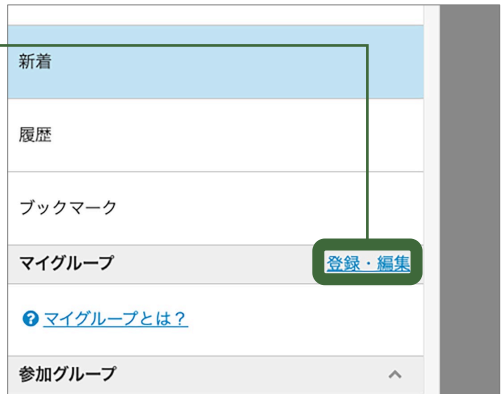 新着
履歴
ブックマーク
マイグループ 登録・編集
マイグループとは？
参加グループ